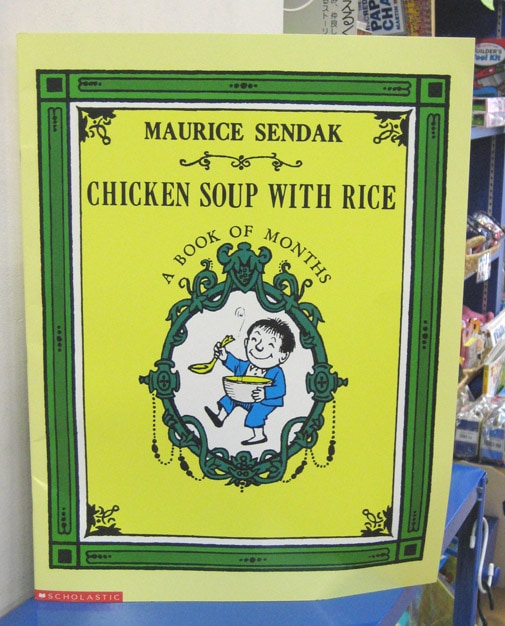 MAURICE SENDAK
CHICKEN SOUP WITH RICE
A BOOK OF MONTHS
SCHOLASTIC